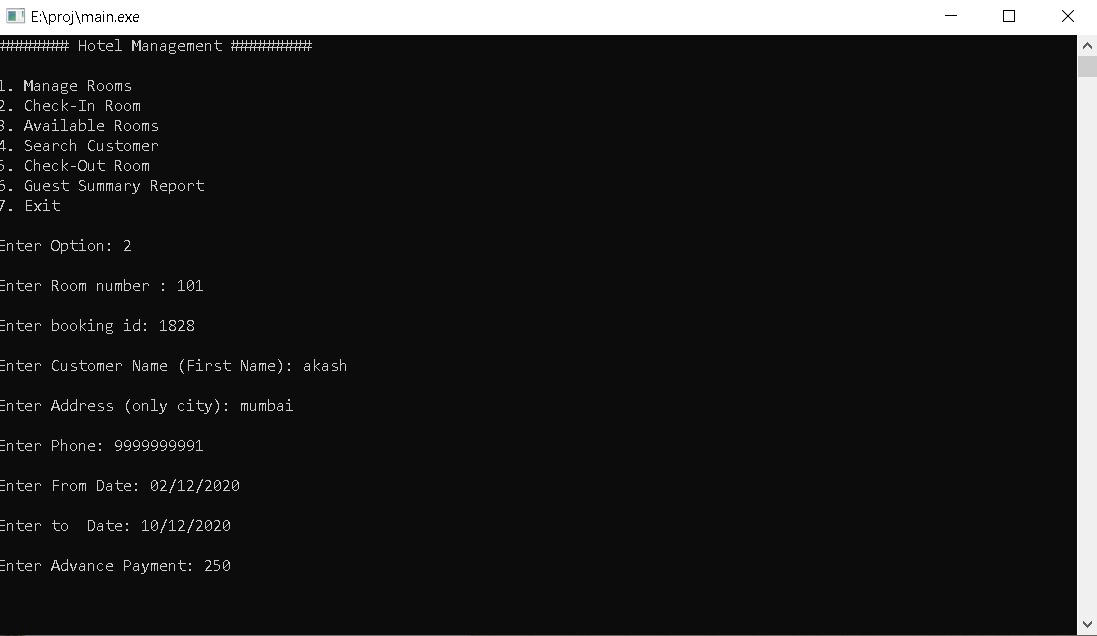 E:\proj\main.exe
######## Hotel Management #########
1. Manage Rooms
2. Check-In Room
3. Available Rooms
4. Search Customer
5. Check-Out Room
6. Guest Summary Report
7. Exit
Enter Option: 2
Enter Room number : 101
Enter booking id: 1828
Enter Customer Name (First Name): akash
Enter Address (only city): mumbai
Enter Phone: 9999999991
Enter From Date: 02/12/2020
Enter to  Date: 10/12/2020
Enter Advance Payment: 250